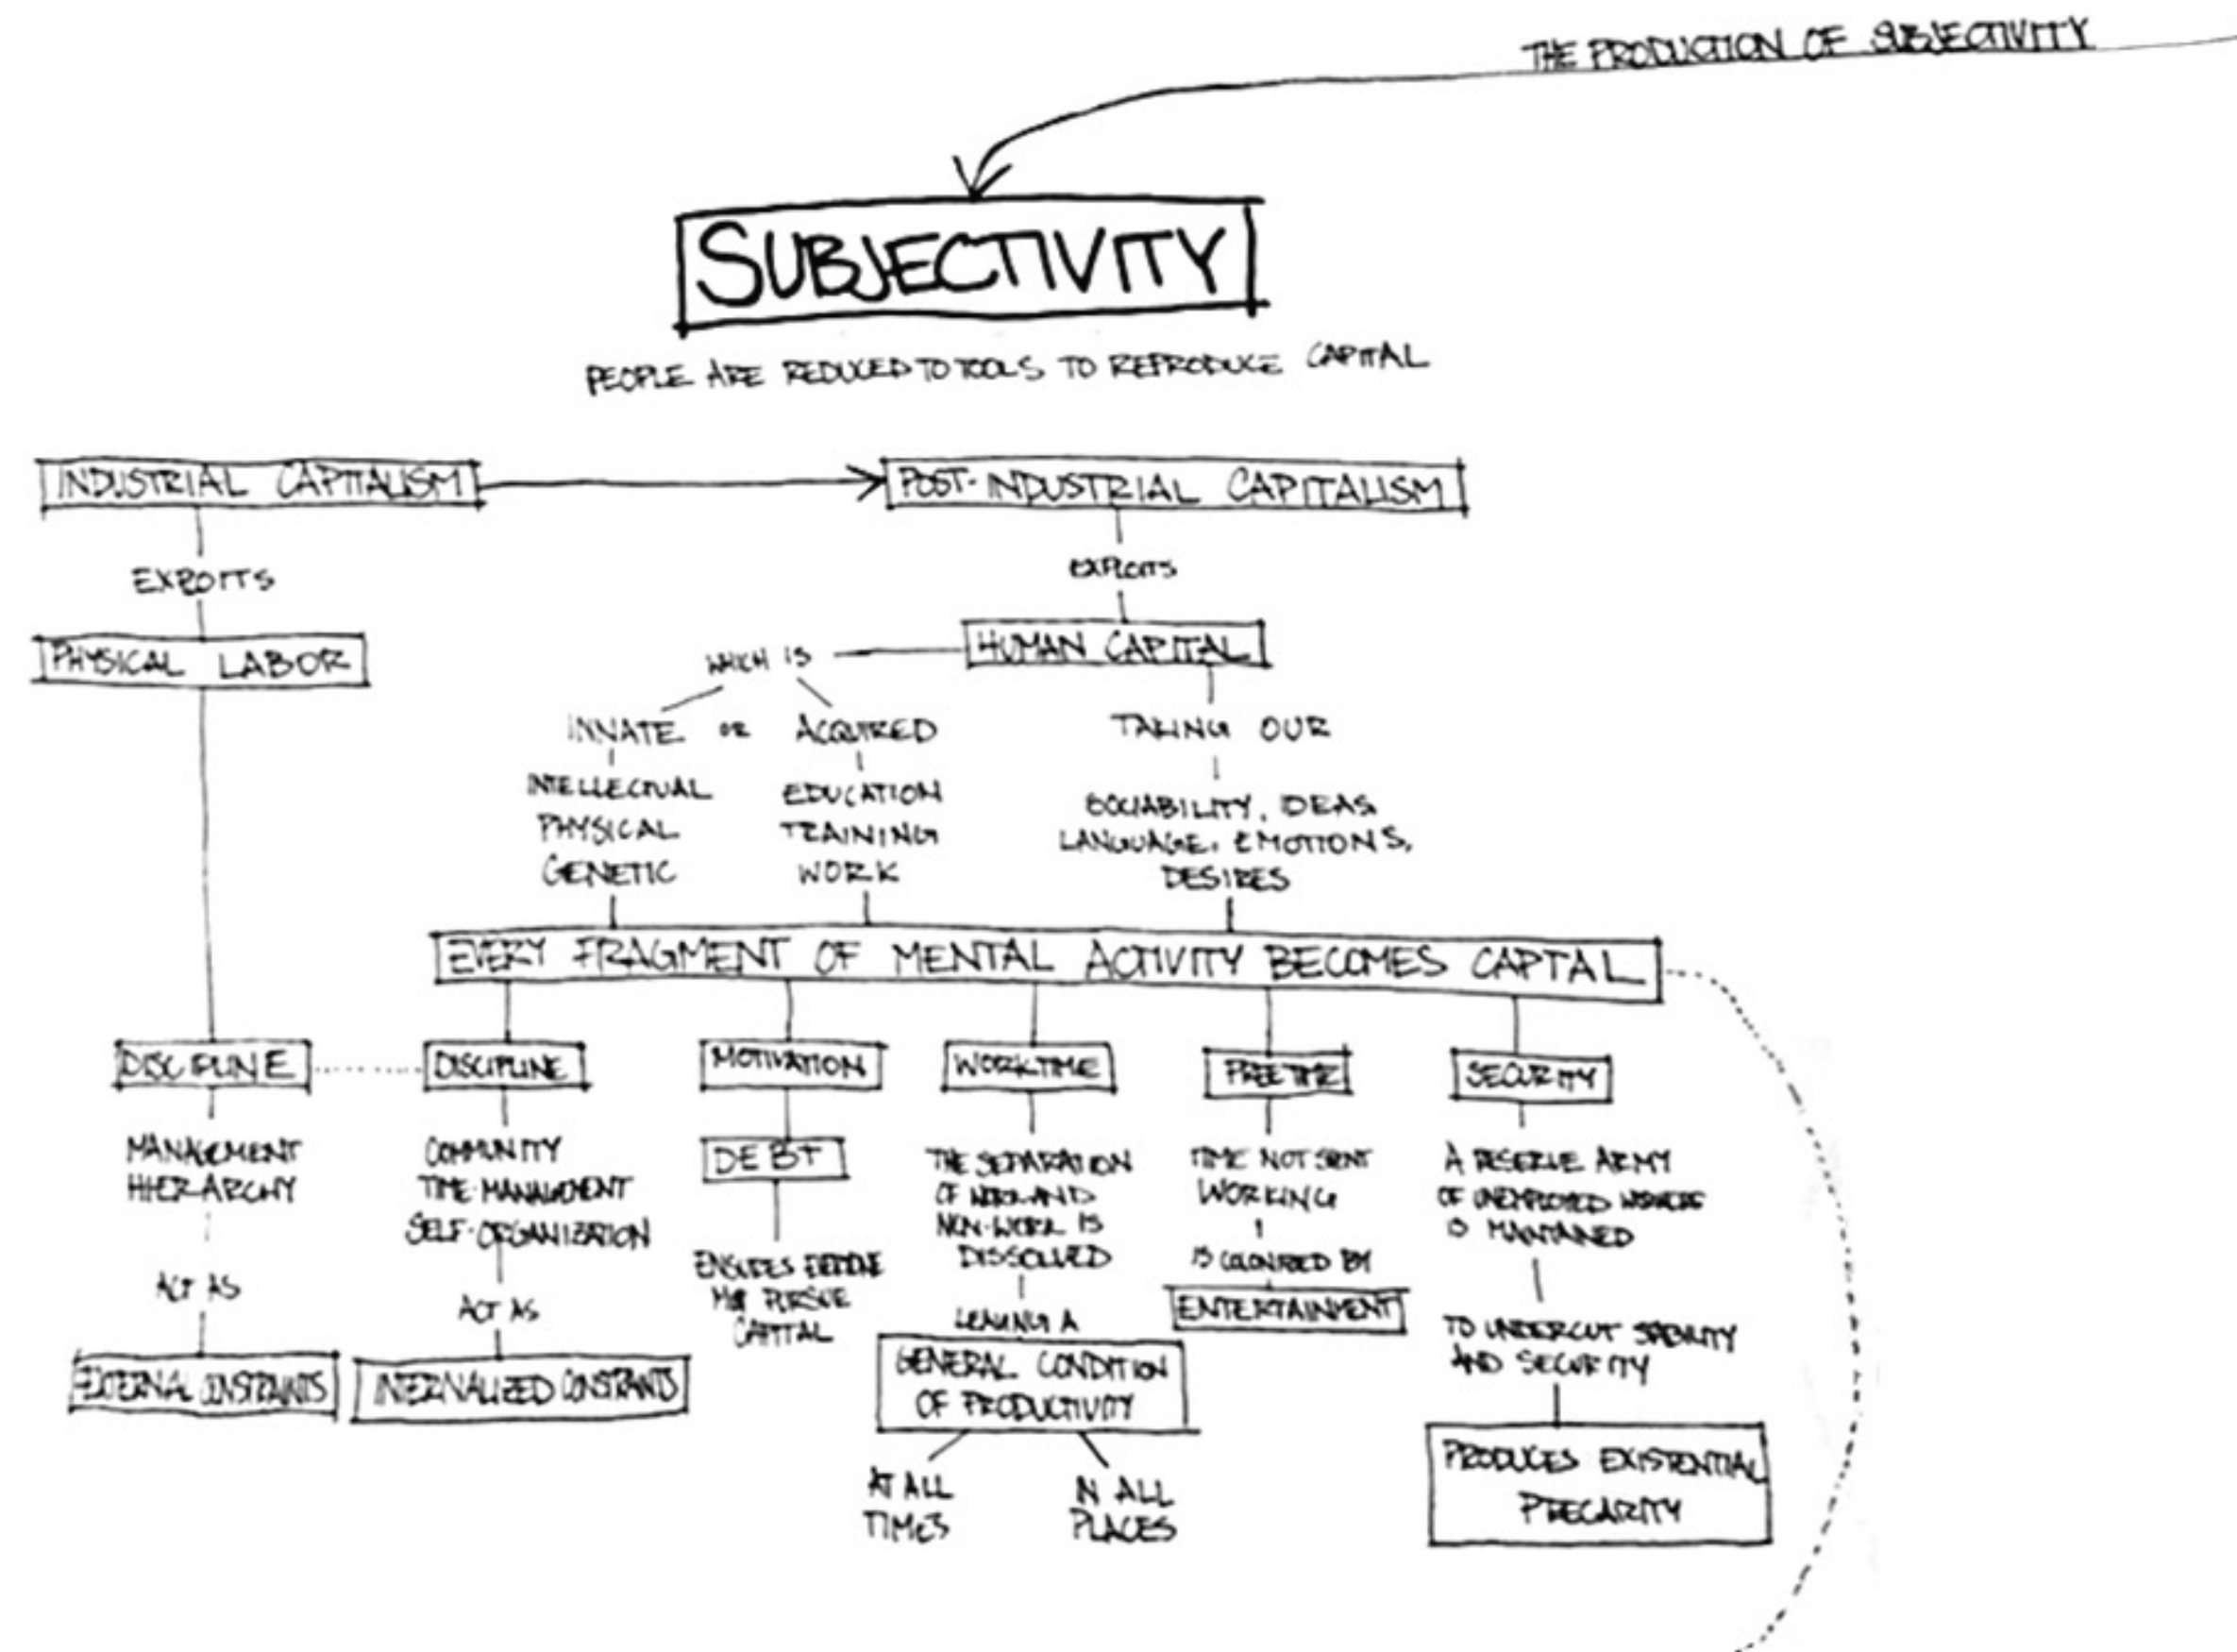 THE PRODUCTION OF SUBJECTIVITY
SUBJECTIVITY
PEOPLE ARE REDUCED TO TOOLS TO REPRODUCE CAPITAL
INDUSTRIAL CAPITALISM
POST-INDUSTRIAL CAPITALISM
EXPOITS
EXPLOITS
PHYSICAL LABOR
HUMAN CAPITAL
WHICH IS
INNATE OR ACQUIRED
TAKING OUR
INTELLECTUAL
PHYSICAL
GENETIC
EDUCATION
TRAINING
WORK
SOCIABILITY, IDEAS,
LANGUAGE, EMOTIONS,
DESIRES
EVERY FRAGMENT OF MENTAL ACTIVITY BECOMES CAPTAL
DISCIPLINE
MANAGEMENT
HIERARCHY
ACT AS
EXTERNAL CONSTRAINTS
DISCIPLINE
COMMUNITY
TIME-MANAGEMENT
SELF-ORGANIZATION
ACT AS
INTERNALIZED CONSTRAINTS
MOTIVATION
DEBT
ENSURES
PURSUE
CAPITAL
WORKTIME
THE SEPARATION
OF WORK AND
NON-WORK IS
DISSOLVED
LEAVING A
GENERAL CONDITION
OF PRODUCTIVITY
AT ALL
TIMES
IN ALL
PLACES
FREETIME
TIME NOT SPENT
WORKING
IS COLONIZED BY
ENTERTAINMENT
SECURITY
A RESERVE ARMY
OF UNEMPLOYED WORKERS
IS MAINTAINED
TO UNDERCUT STABILITY
AND SECURITY
PRODUCES EXISTENTIAL
PRECARITY